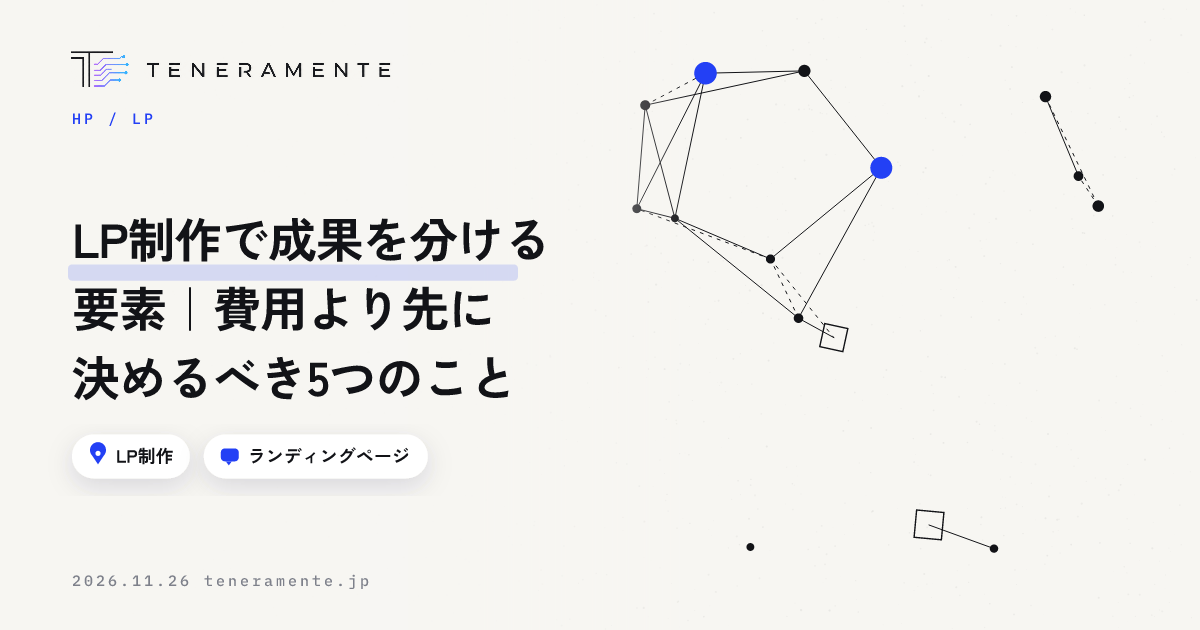 TENERAMENTE
HP / LP
LP制作で成果を分ける
要素｜費用より先に
決めるべき5つのこと
LP制作 ランディングページ
2026.11.26 teneramente.jp